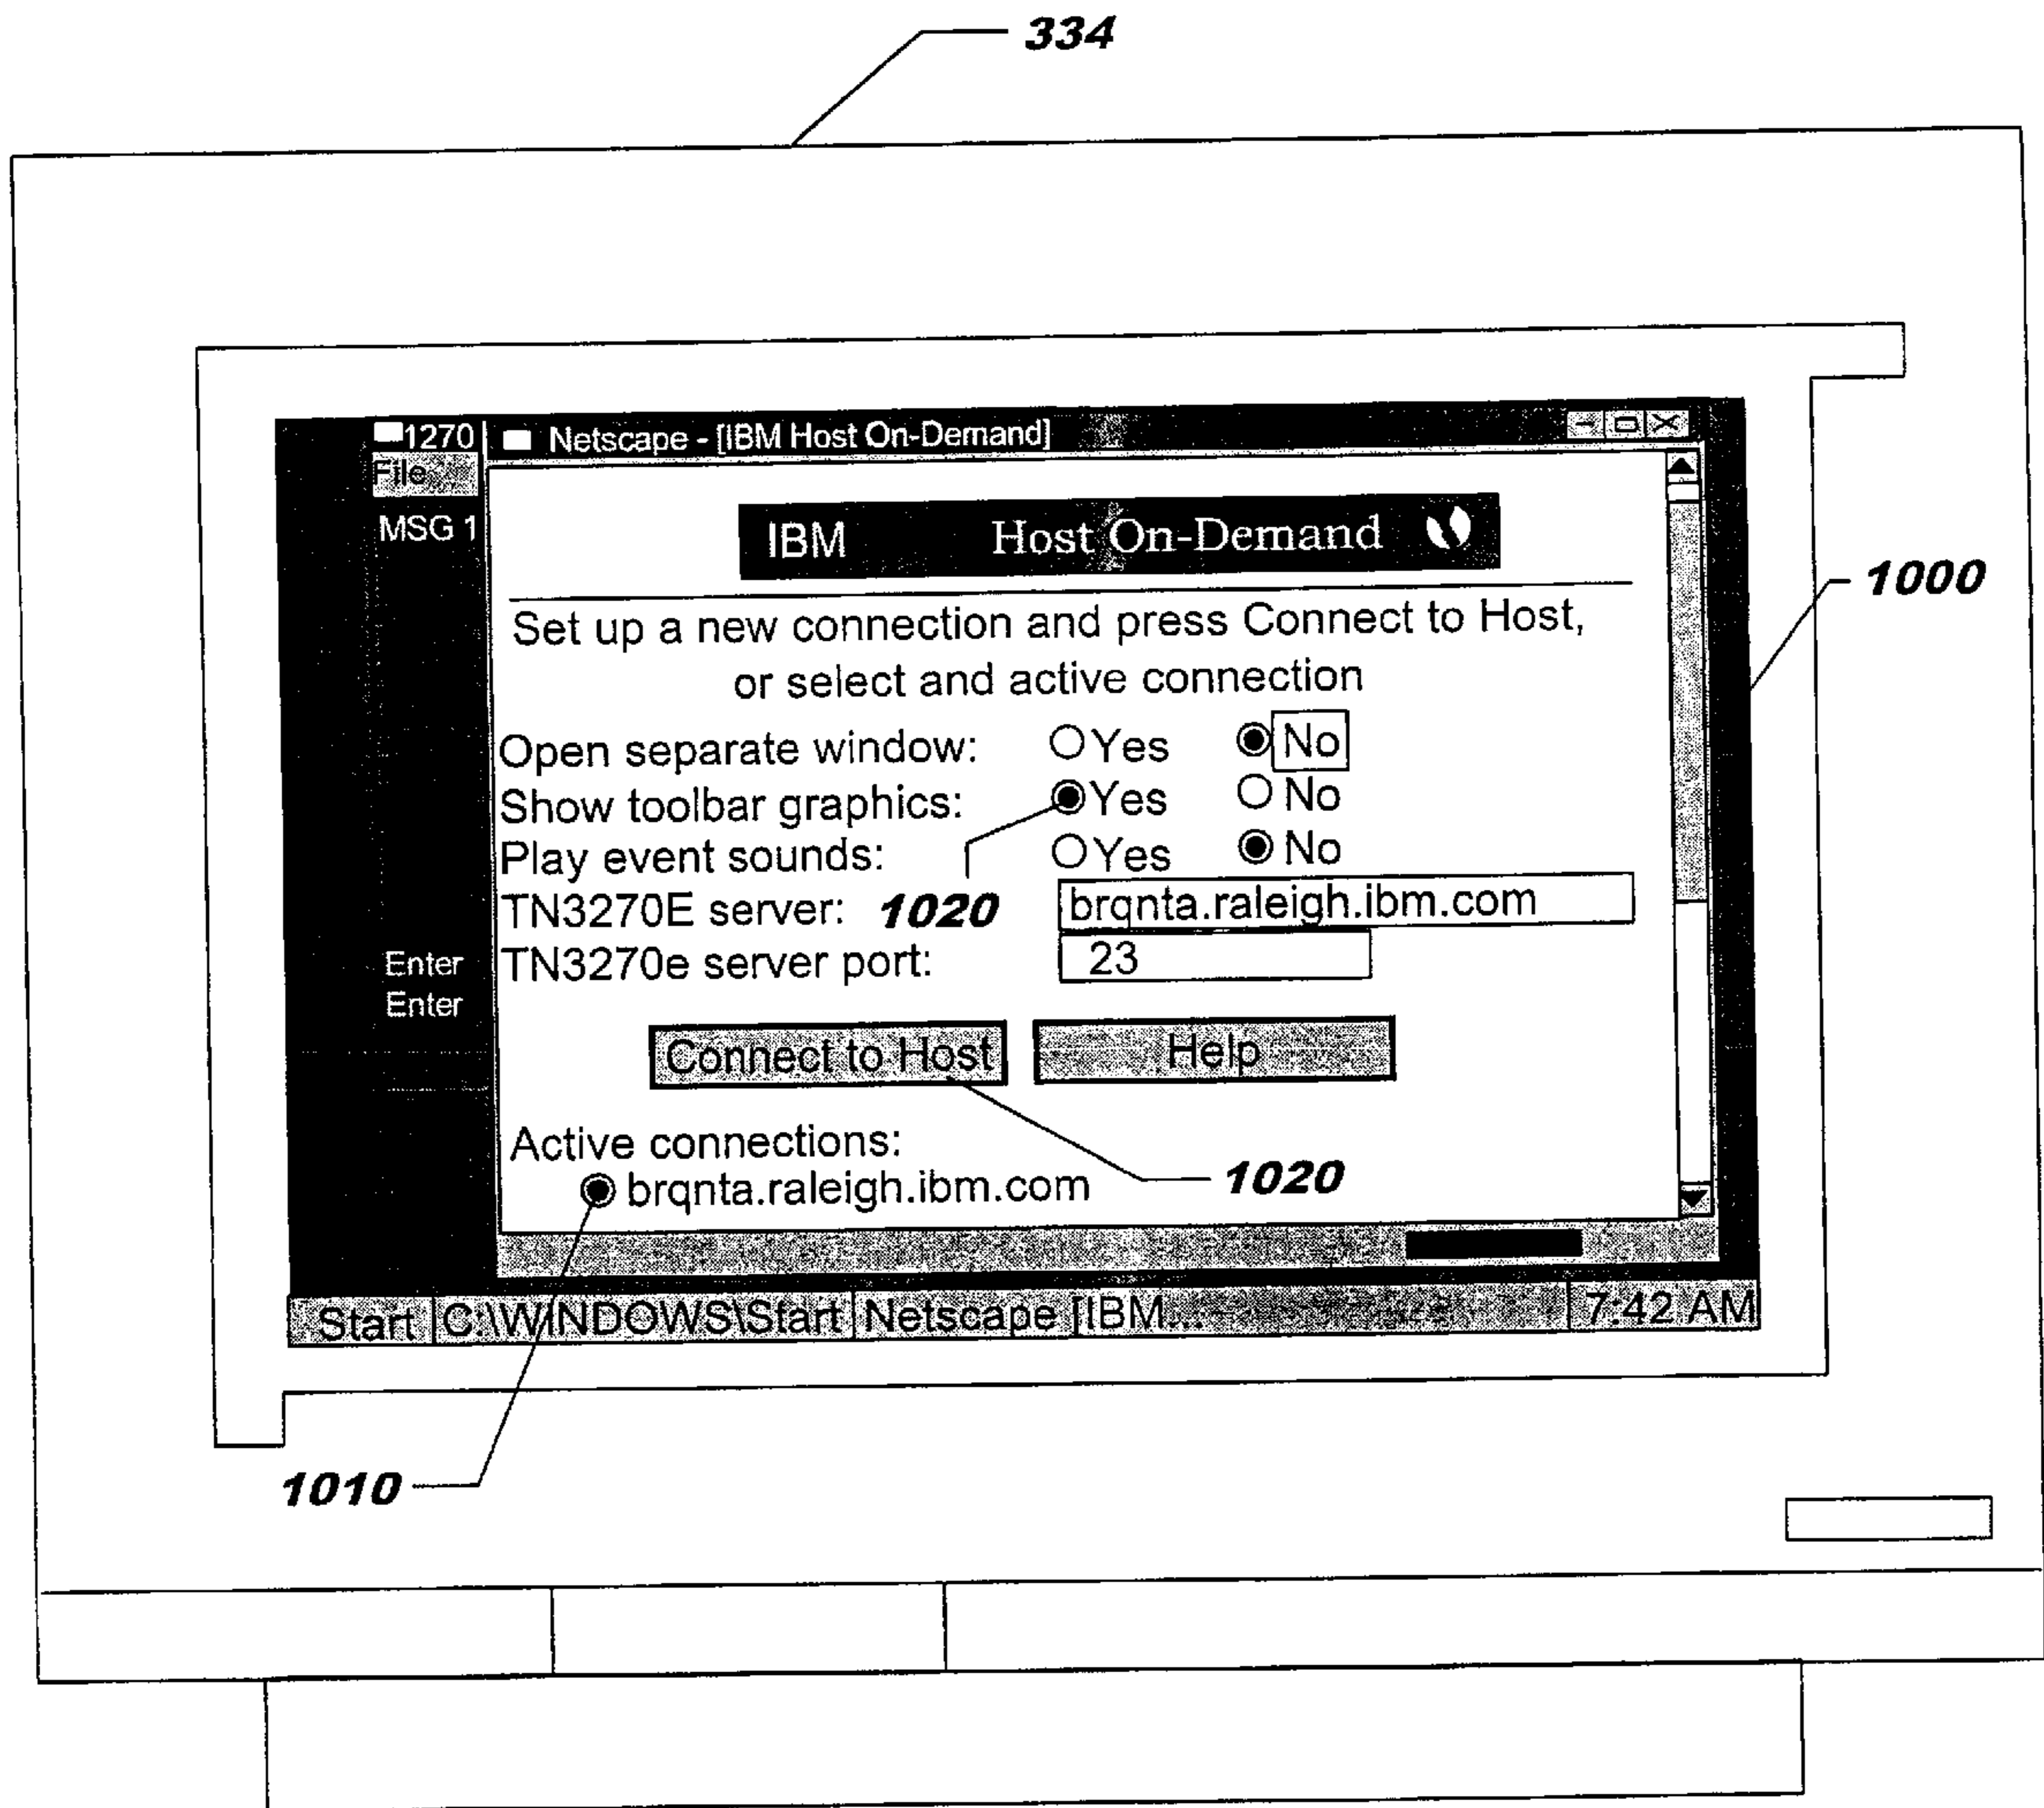 334
1270
Netscape - [IBM Host On-Demand]
File
MSG 1
IBM Host On-Demand
1000
Set up a new connection and press Connect to Host,
or select and active connection
Open separate window: Yes No
Show toolbar graphics: Yes No
Play event sounds: Yes No
TN3270E server: 1020 brqnta.raleigh.ibm.com
TN3270e server port: 23
Enter
Enter
Connect to Host Help
Active connections:
brqnta.raleigh.ibm.com
1020
Start C:\WINDOWS\Start Netscape [IBM... 7:42 AM
1010